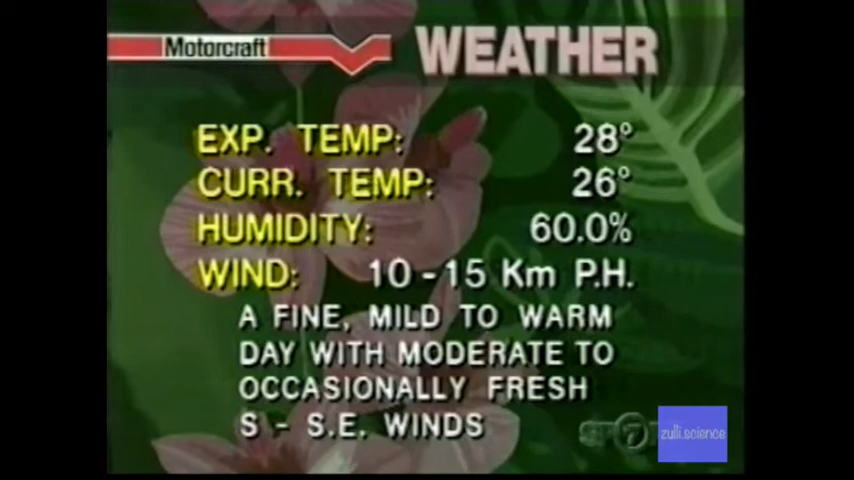 Motorcraft
WEATHER
EXP. TEMP: 28°
CURR. TEMP: 26°
HUMIDITY: 60.0%
WIND: 10-15 Km P.H.
A FINE, MILD TO WARM
DAY WITH MODERATE TO
OCCASIONALLY FRESH
S - S.E. WINDS
7
zulli.science